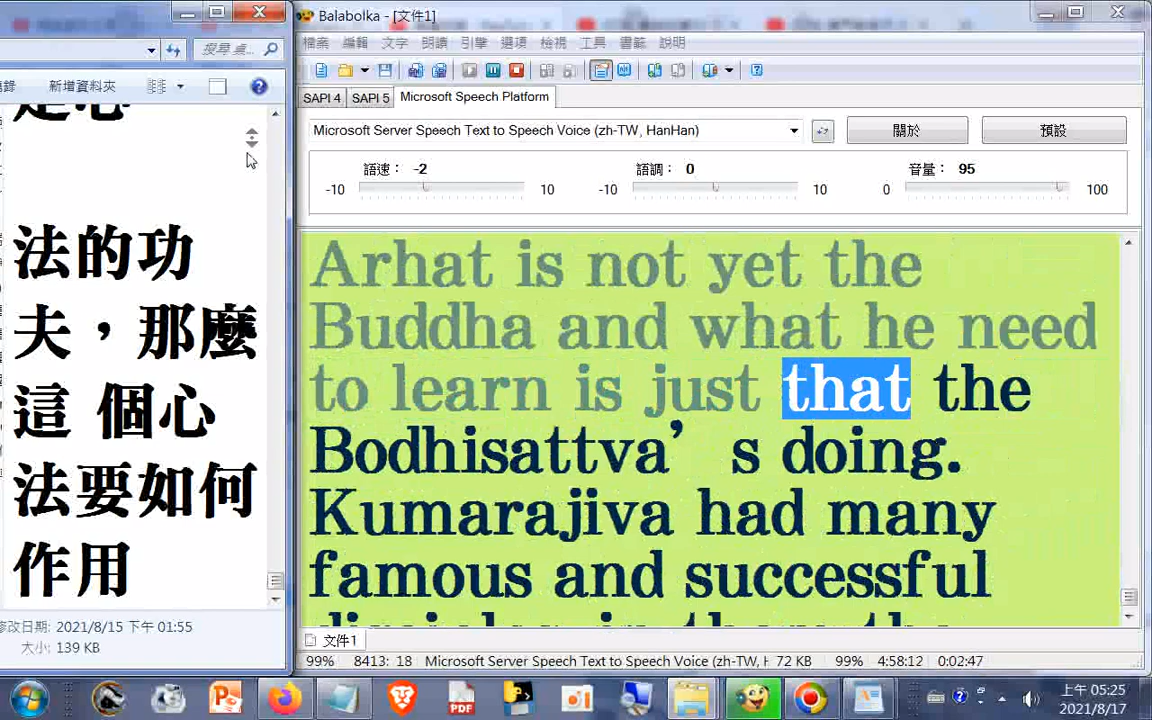 Balabolka - [文件1]
搜尋桌...
檔案 編輯 文字 朗讀 引擎 選項 檢視 工具 書籤 說明
新增資料夾
SAPI 4 SAPI 5 Microsoft Speech Platform
Microsoft Server Speech Text to Speech Voice (zh-TW, HanHan) 關於 預設
語速： -2 語調： 0 音量： 95
-10 10 -10 10 0 100
法的功
夫，那麼
這 個心
法要如何
作用
Arhat is not yet the
Buddha and what he need
to learn is just that the
Bodhisattva’s doing.
Kumarajiva had many
famous and successful
修改日期: 2021/8/15 下午 01:55
大小: 139 KB
文件1
99% 8413: 18 Microsoft Server Speech Text to Speech Voice (zh-TW, H 72 KB 99% 4:58:12 0:02:47
PDF
上午 05:25
2021/8/17